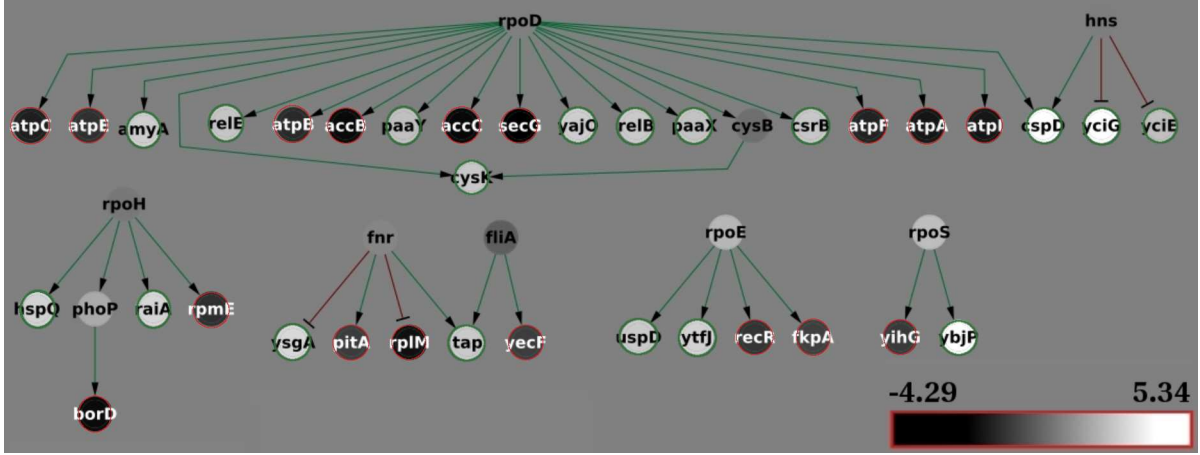 rpoD hns
atpC atpE amyA relE atpB accB paaY accC secG yajC relB paaX cysB csrB atpF atpA atpI cspD yciG yciE
cysK
rpoH
fnr fliA rpoE rpoS
hspQ phoP raiA rpmE
ysgA pitA rplM tap yecF uspD ytfJ recR fkpA yihG ybjP
-4.29 5.34
borD